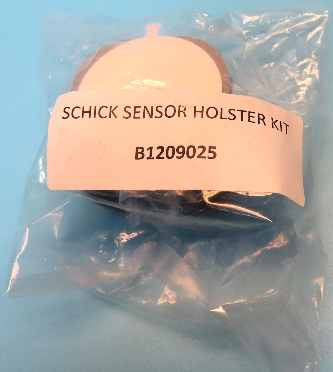 SCHICK SENSOR HOLSTER KIT
B1209025